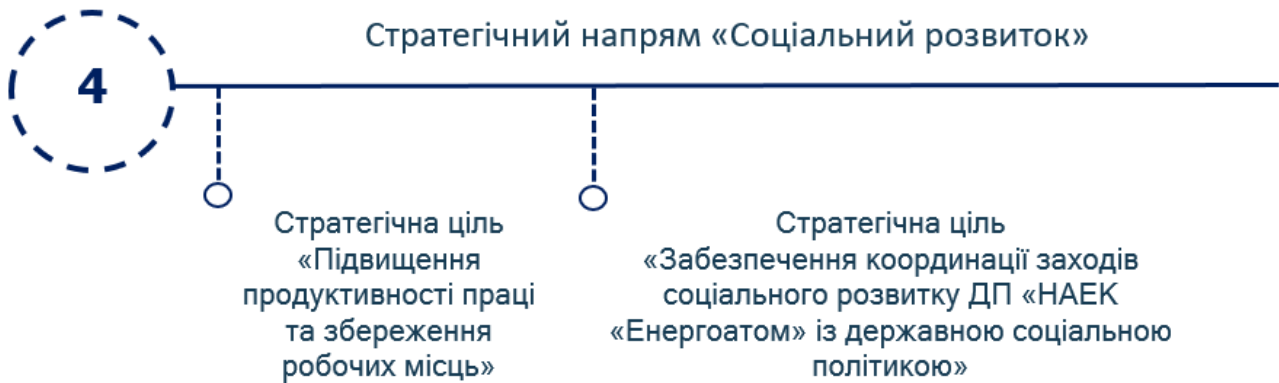 4
Стратегічний напрям «Соціальний розвиток»
Стратегічна ціль
«Підвищення
продуктивності праці
та збереження
робочих місць»
Стратегічна ціль
«Забезпечення координації заходів
соціального розвитку ДП «НАЕК
«Енергоатом» із державною соціальною
політикою»